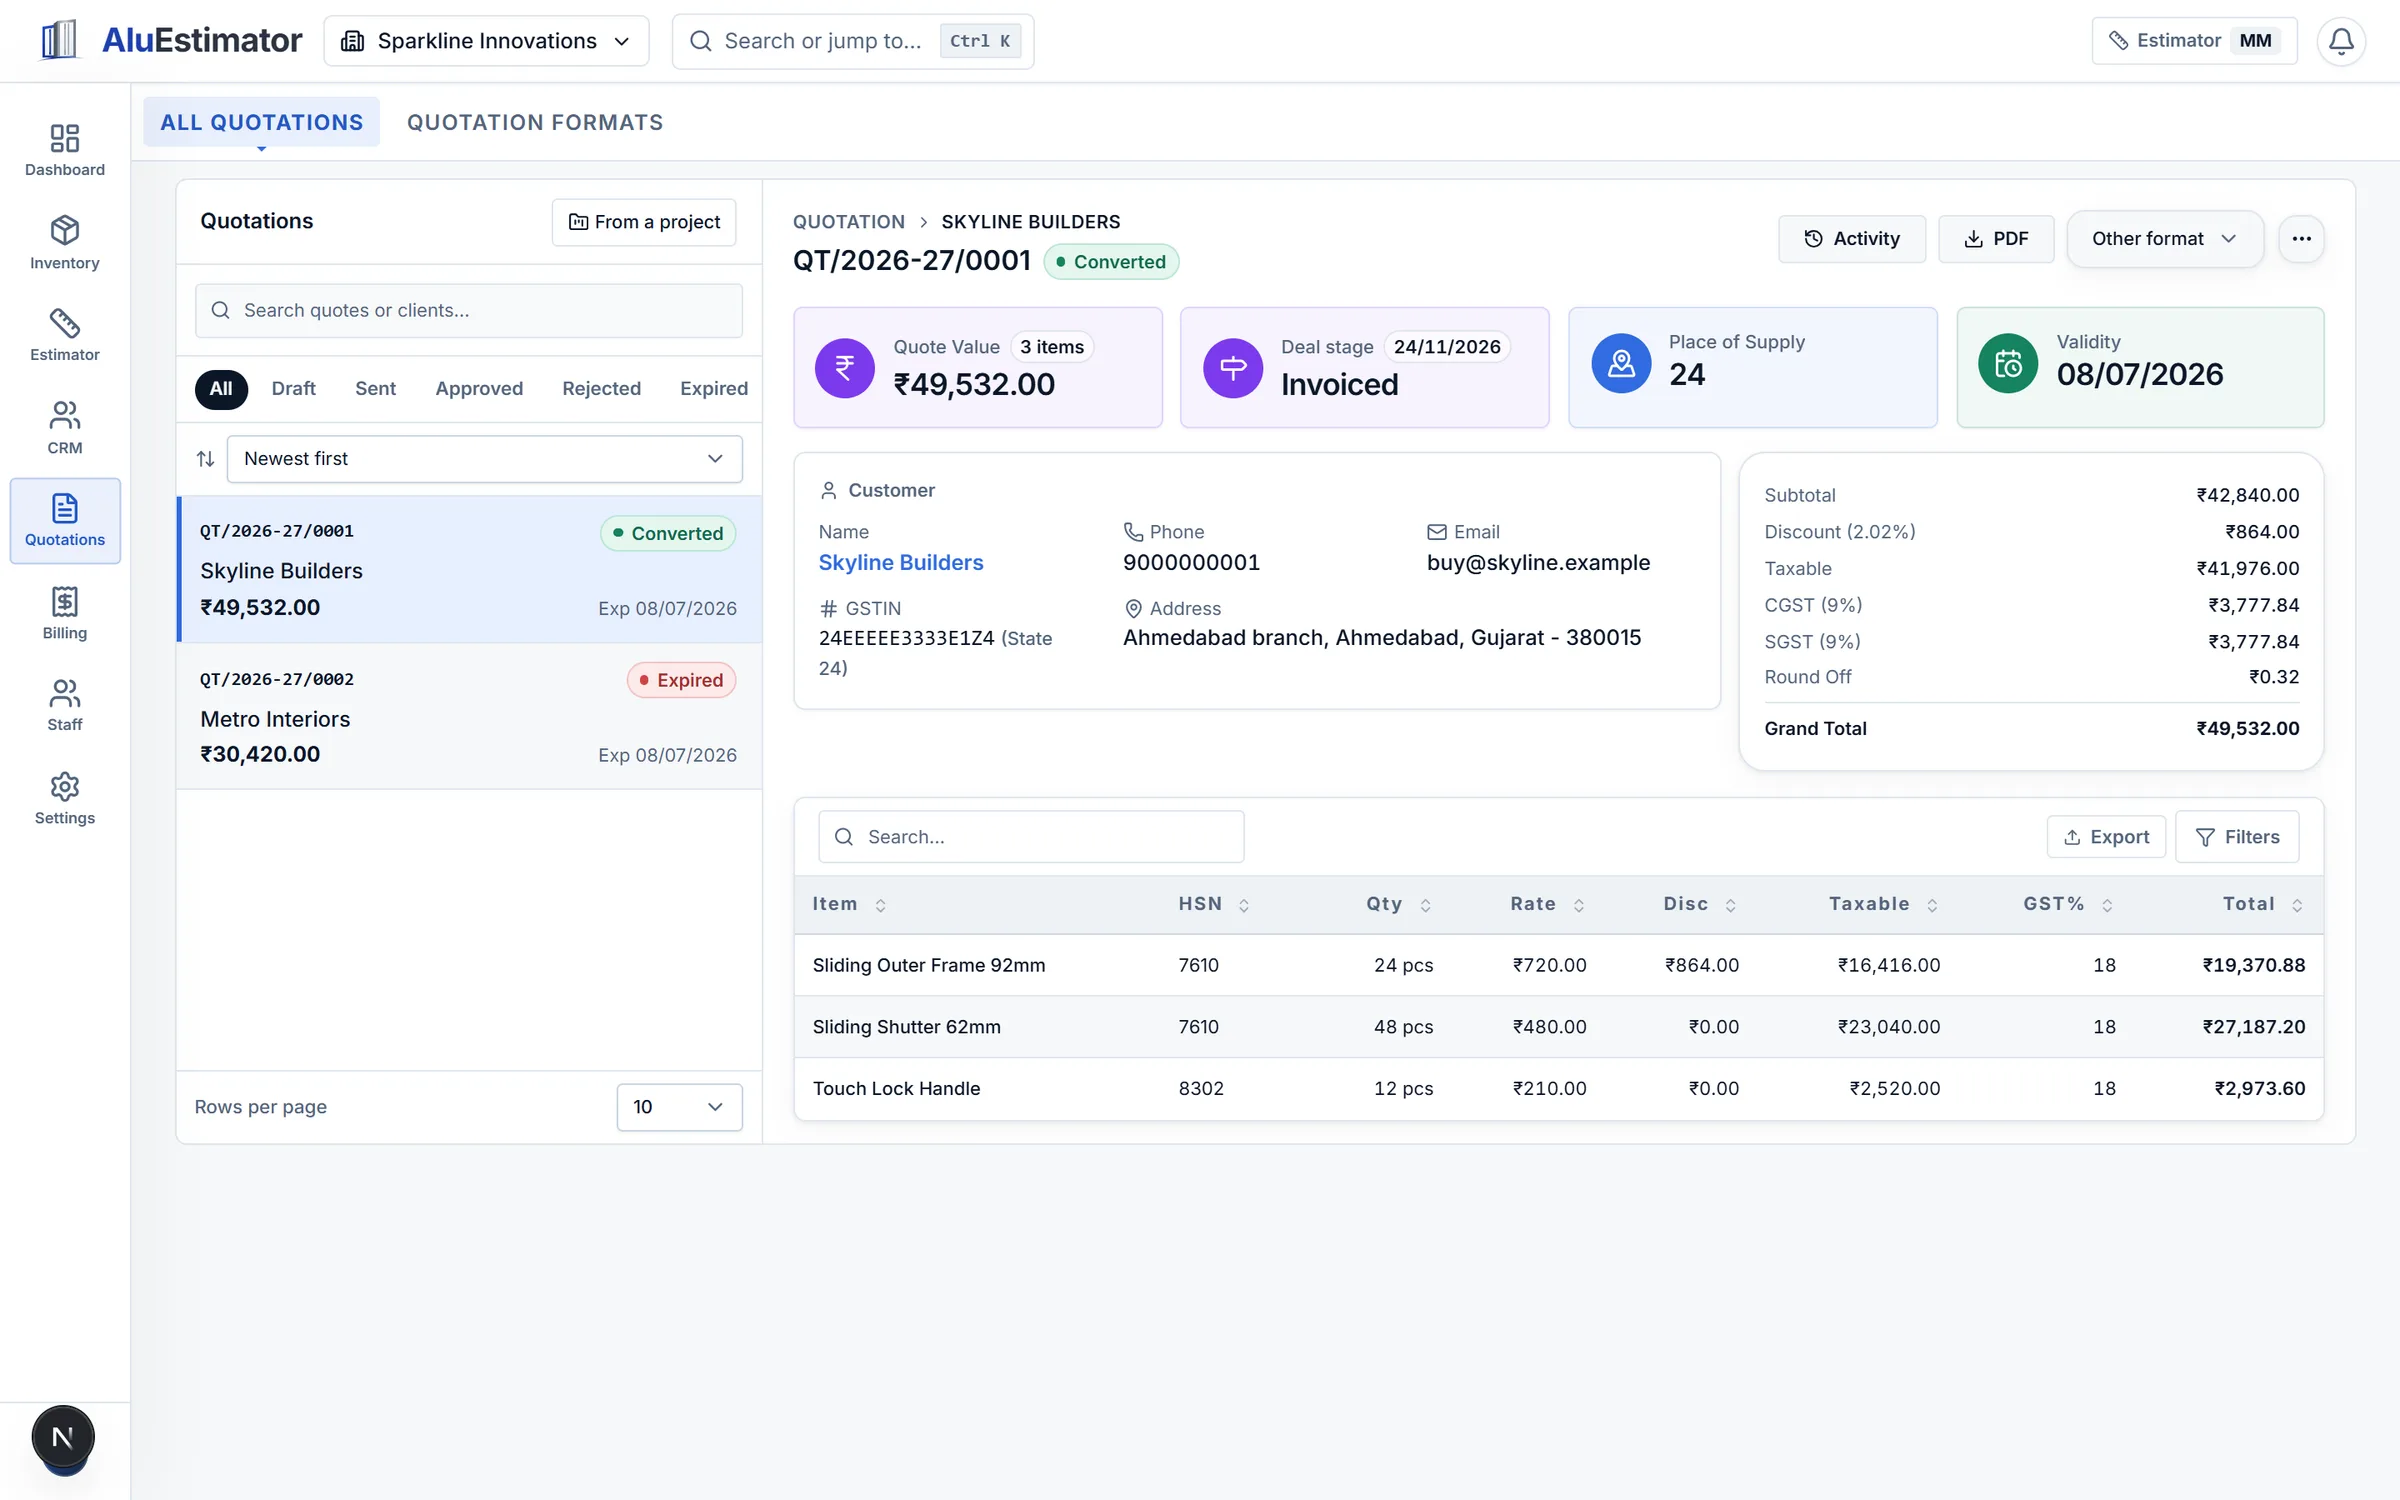 AluEstimator
Sparkline Innovations
Search or jump to... Ctrl K
Estimator MM
Dashboard
Inventory
Estimator
CRM
Quotations
Billing
Staff
Settings
N
ALL QUOTATIONS QUOTATION FORMATS
Quotations
From a project
Search quotes or clients...
All Draft Sent Approved Rejected Expired
Newest first
QT/2026-27/0001 Converted
Skyline Builders
₹49,532.00 Exp 08/07/2026
QT/2026-27/0002 Expired
Metro Interiors
₹30,420.00 Exp 08/07/2026
Rows per page 10
QUOTATION > SKYLINE BUILDERS
QT/2026-27/0001 Converted
Activity PDF Other format
Quote Value 3 items
₹49,532.00
Deal stage 24/11/2026
Invoiced
Place of Supply
24
Validity
08/07/2026
Customer
Name Phone Email
Skyline Builders 9000000001 buy@skyline.example
GSTIN Address
24EEEEE3333E1Z4 (State Ahmedabad branch, Ahmedabad, Gujarat - 380015
24)
Subtotal ₹42,840.00
Discount (2.02%) ₹864.00
Taxable ₹41,976.00
CGST (9%) ₹3,777.84
SGST (9%) ₹3,777.84
Round Off ₹0.32
Grand Total ₹49,532.00
Search... Export Filters
Item HSN Qty Rate Disc Taxable GST% Total
Sliding Outer Frame 92mm 7610 24 pcs ₹720.00 ₹864.00 ₹16,416.00 18 ₹19,370.88
Sliding Shutter 62mm 7610 48 pcs ₹480.00 ₹0.00 ₹23,040.00 18 ₹27,187.20
Touch Lock Handle 8302 12 pcs ₹210.00 ₹0.00 ₹2,520.00 18 ₹2,973.60